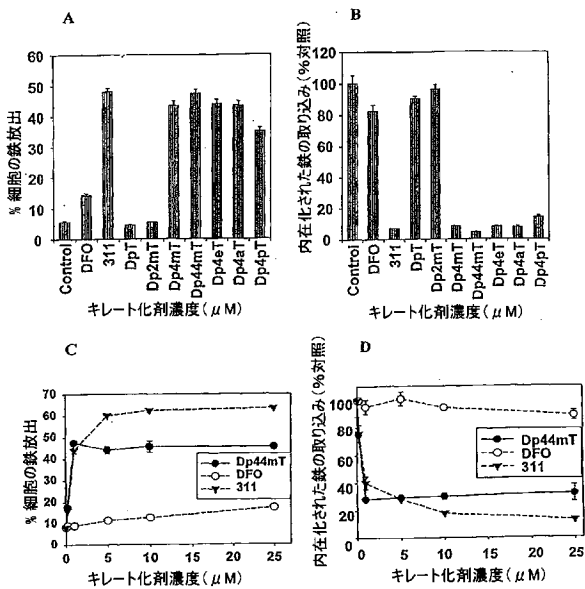 A
% 細胞の鉄放出
60
50
40
30
20
10
0
Control
DFO
311
DpT
Dp2mT
Dp4mT
Dp44mT
Dp4eT
Dp4aT
Dp4pT
キレート化剤濃度(μM)
B
内在化された鉄の取り込み(%対照)
120
100
80
60
40
20
0
Control
DFO
311
DpT
Dp2mT
Dp4mT
Dp44mT
Dp4eT
Dp4aT
Dp4pT
キレート化剤濃度(μM)
C
% 細胞の鉄放出
70
60
50
40
30
20
10
0
Dp44mT
DFO
311
0 5 10 15 20 25
キレート化剤濃度(μM)
D
内在化された鉄の取り込み(%対照)
100
80
60
40
20
0
Dp44mT
DFO
311
0 5 10 15 20 25
キレート化剤濃度(μM)